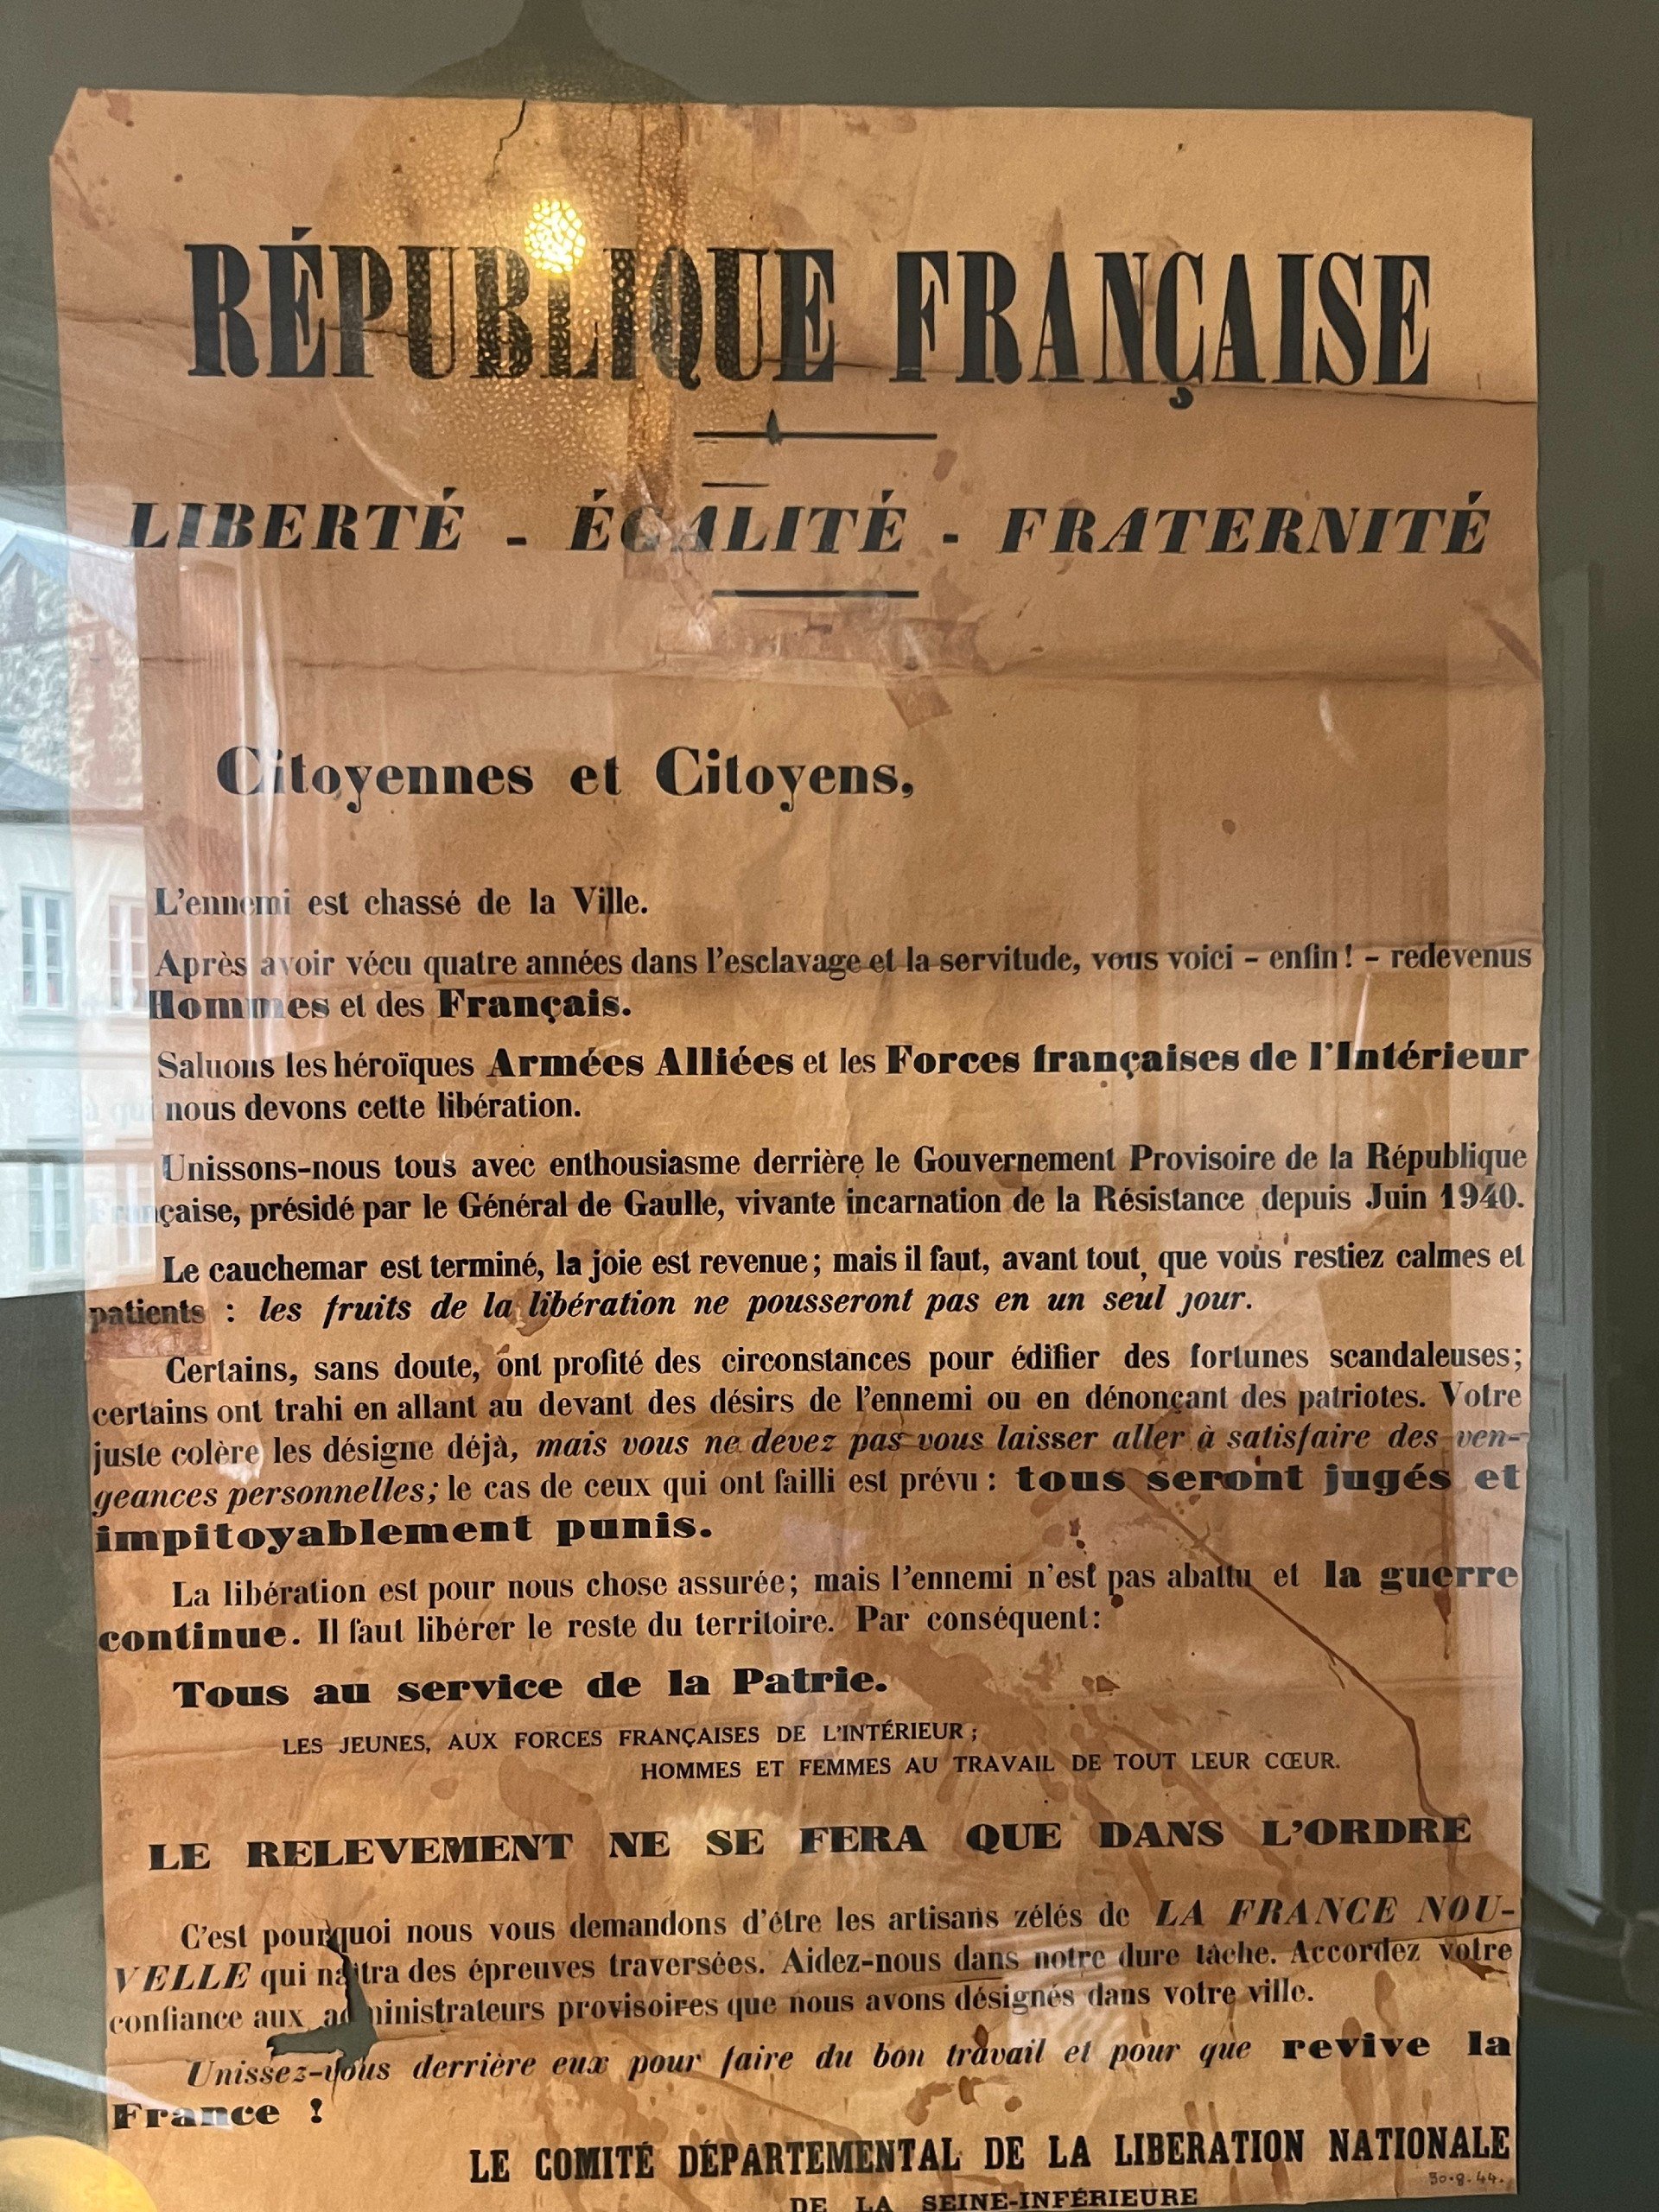 RÉPUBLIQUE FRANÇAISE
LIBERTÉ - ÉGALITÉ - FRATERNITÉ
Citoyennes et Citoyens,
L'ennemi est chassé de la Ville.
Après avoir vécu quatre années dans l'esclavage et la servitude, vous voici – enfin ! – redevenus
Hommes et des Français.
Saluons les héroïques Armées Alliées et les Forces françaises de l'Intérieur
à qui nous devons cette libération.
Unissons-nous tous avec enthousiasme derrière le Gouvernement Provisoire de la République
Française, présidé par le Général de Gaulle, vivante incarnation de la Résistance depuis Juin 1940.
Le cauchemar est terminé, la joie est revenue ; mais il faut, avant tout, que vous restiez calmes et
patients : les fruits de la libération ne pousseront pas en un seul jour.
Certains, sans doute, ont profité des circonstances pour édifier des fortunes scandaleuses ;
certains ont trahi en allant au devant des désirs de l'ennemi ou en dénonçant des patriotes. Votre
juste colère les désigne déjà, mais vous ne devez pas vous laisser aller à satisfaire des ven-
geances personnelles ; le cas de ceux qui ont failli est prévu : tous seront jugés et
impitoyablement punis.
La libération est pour nous chose assurée ; mais l'ennemi n'est pas abattu et la guerre
continue. Il faut libérer le reste du territoire. Par conséquent :
Tous au service de la Patrie.
LES JEUNES, AUX FORCES FRANÇAISES DE L'INTÉRIEUR ;
HOMMES ET FEMMES AU TRAVAIL DE TOUT LEUR CŒUR.
LE RELEVEMENT NE SE FERA QUE DANS L'ORDRE
C'est pourquoi nous vous demandons d'être les artisans zélés de LA FRANCE NOU-
VELLE qui naîtra des épreuves traversées. Aidez-nous dans notre dure tâche. Accordez votre
confiance aux administrateurs provisoires que nous avons désignés dans votre ville.
Unissez-vous derrière eux pour faire du bon travail et pour que revive la
France !
LE COMITÉ DÉPARTEMENTAL DE LA LIBERATION NATIONALE
30.8.44.
DE LA SEINE-INFÉRIEURE